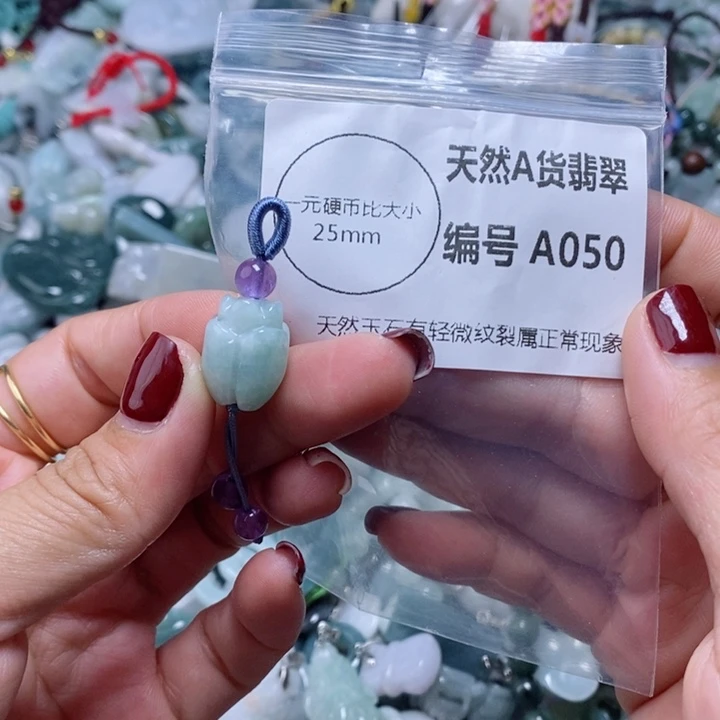 天然A货翡翠
一元硬币比大小
25mm
编号 A050
天然玉石有轻微纹裂属正常现象